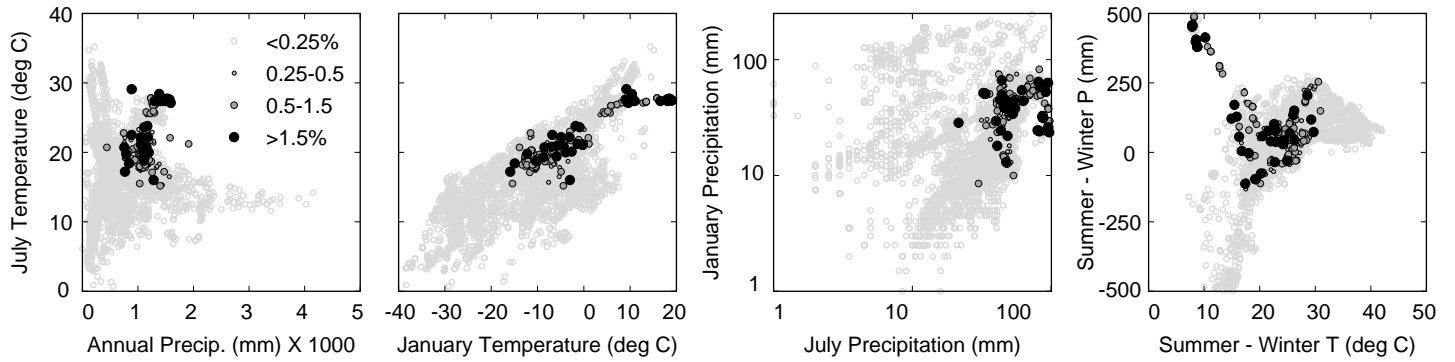 July Temperature (deg C)
40
30
20
10
0
<0.25%
0.25-0.5
0.5-1.5
>1.5%
0 1 2 3 4 5
Annual Precip. (mm) X 1000
-40 -30 -20 -10 0 10 20
January Temperature (deg C)
January Precipitation (mm)
100
10
1
1 10 100
July Precipitation (mm)
Summer - Winter P (mm)
500
250
0
-250
-500
0 10 20 30 40 50
Summer - Winter T (deg C)